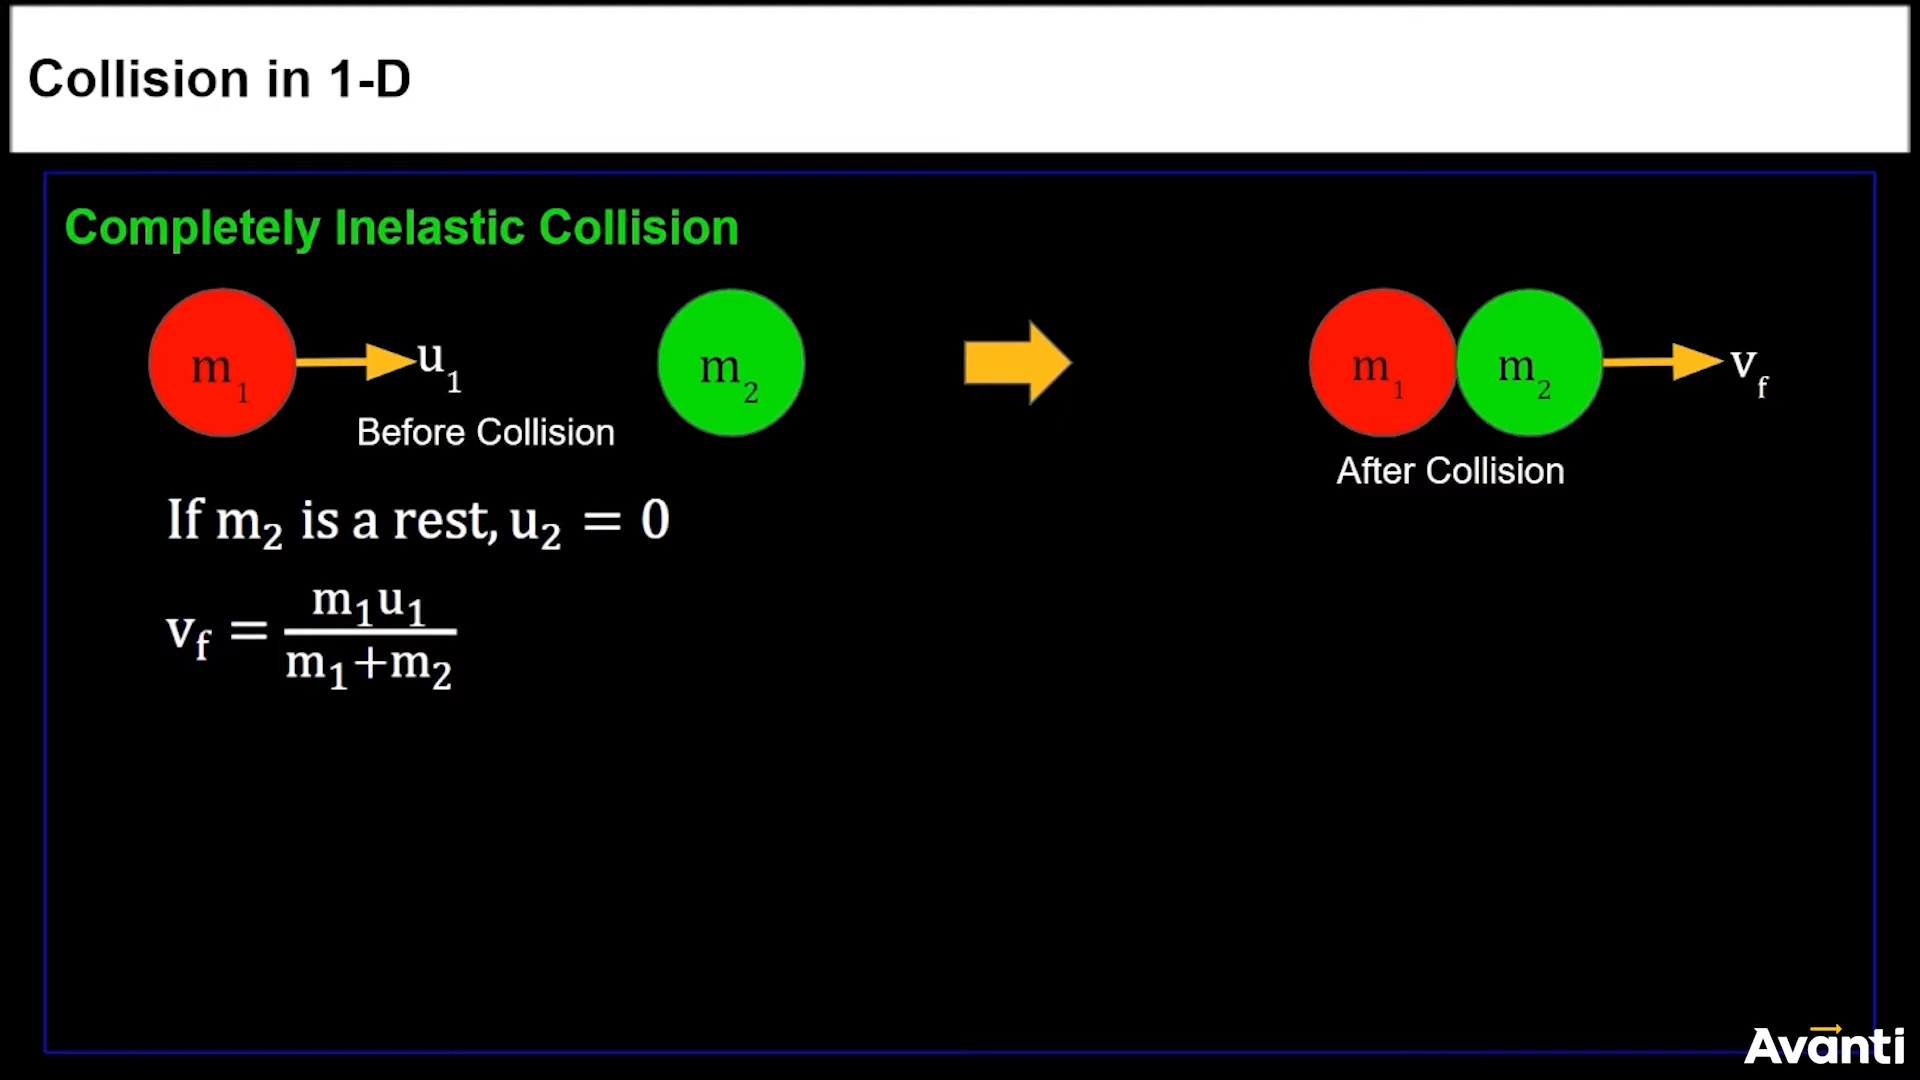 Collision in 1-D
Completely Inelastic Collision
m₁ u₁ m₂ m₁ m₂ v_f
Before Collision
After Collision
If m₂ is a rest, u₂ = 0
v_f = m₁u₁ / m₁+m₂
Avanti